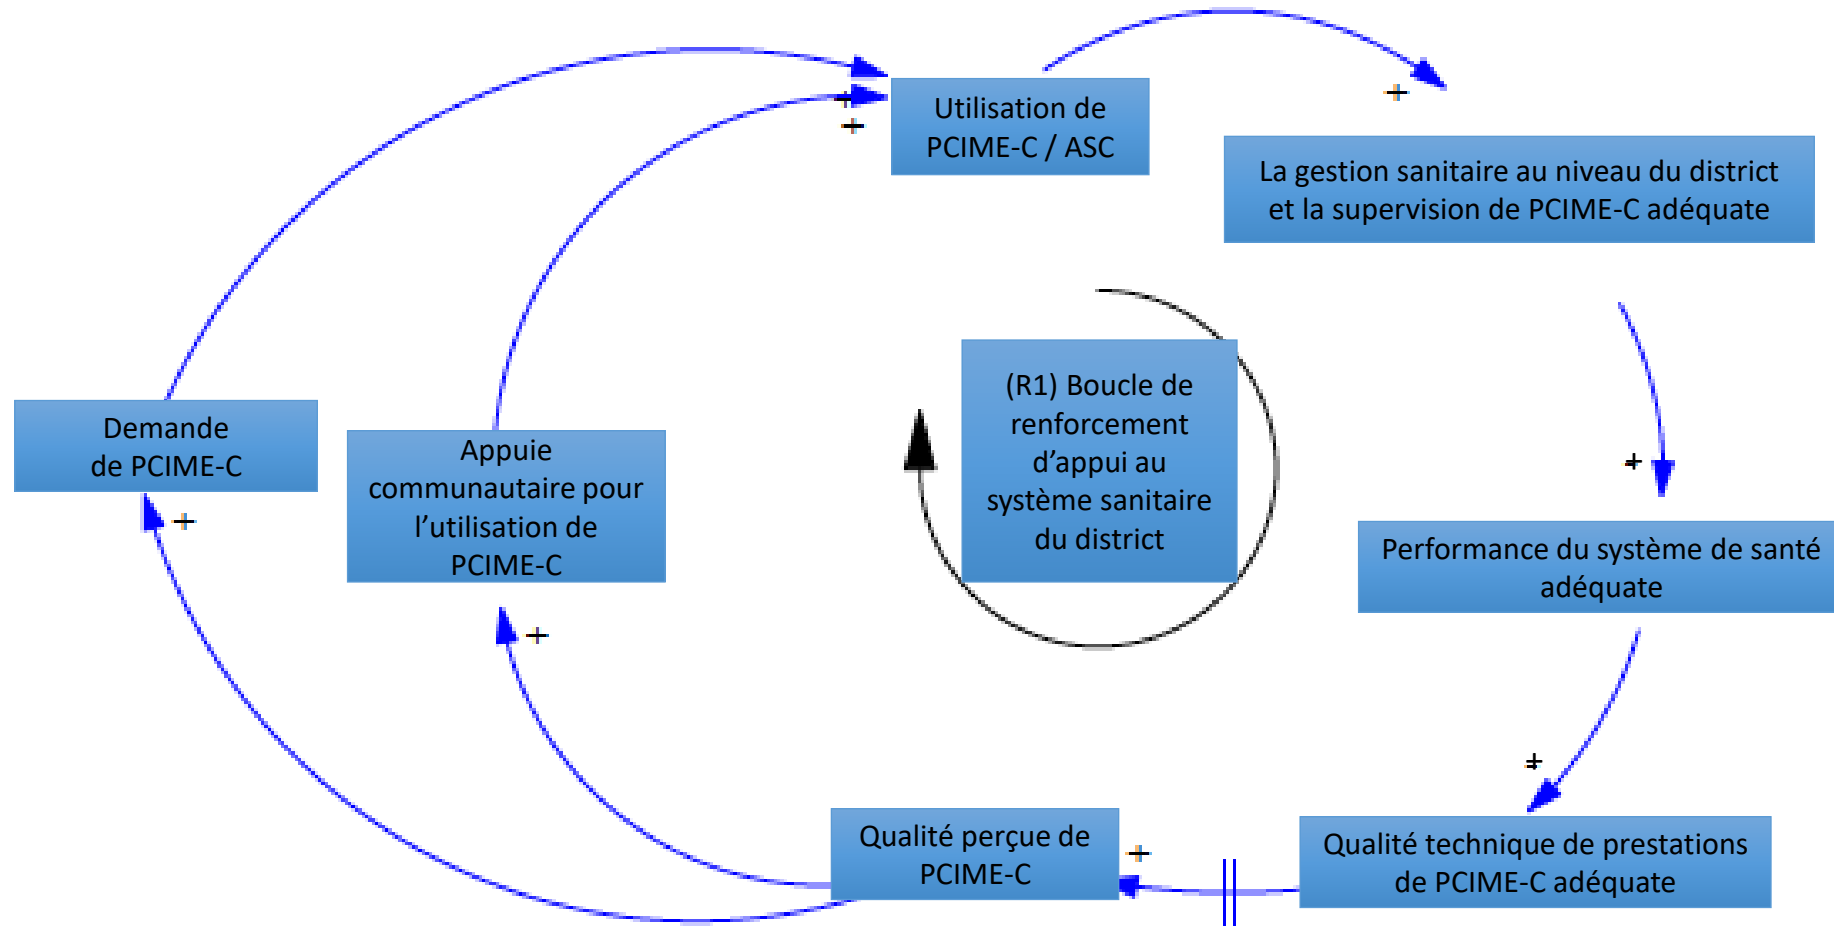 Utilisation de
PCIME-C / ASC
+
+
+
La gestion sanitaire au niveau du district
et la supervision de PCIME-C adéquate
(R1) Boucle de
renforcement
d’appui au
système sanitaire
du district
Demande
de PCIME-C
+
Appuie
communautaire pour
l’utilisation de
PCIME-C
+
+
Performance du système de santé
adéquate
+
Qualité perçue de
PCIME-C
+
Qualité technique de prestations
de PCIME-C adéquate